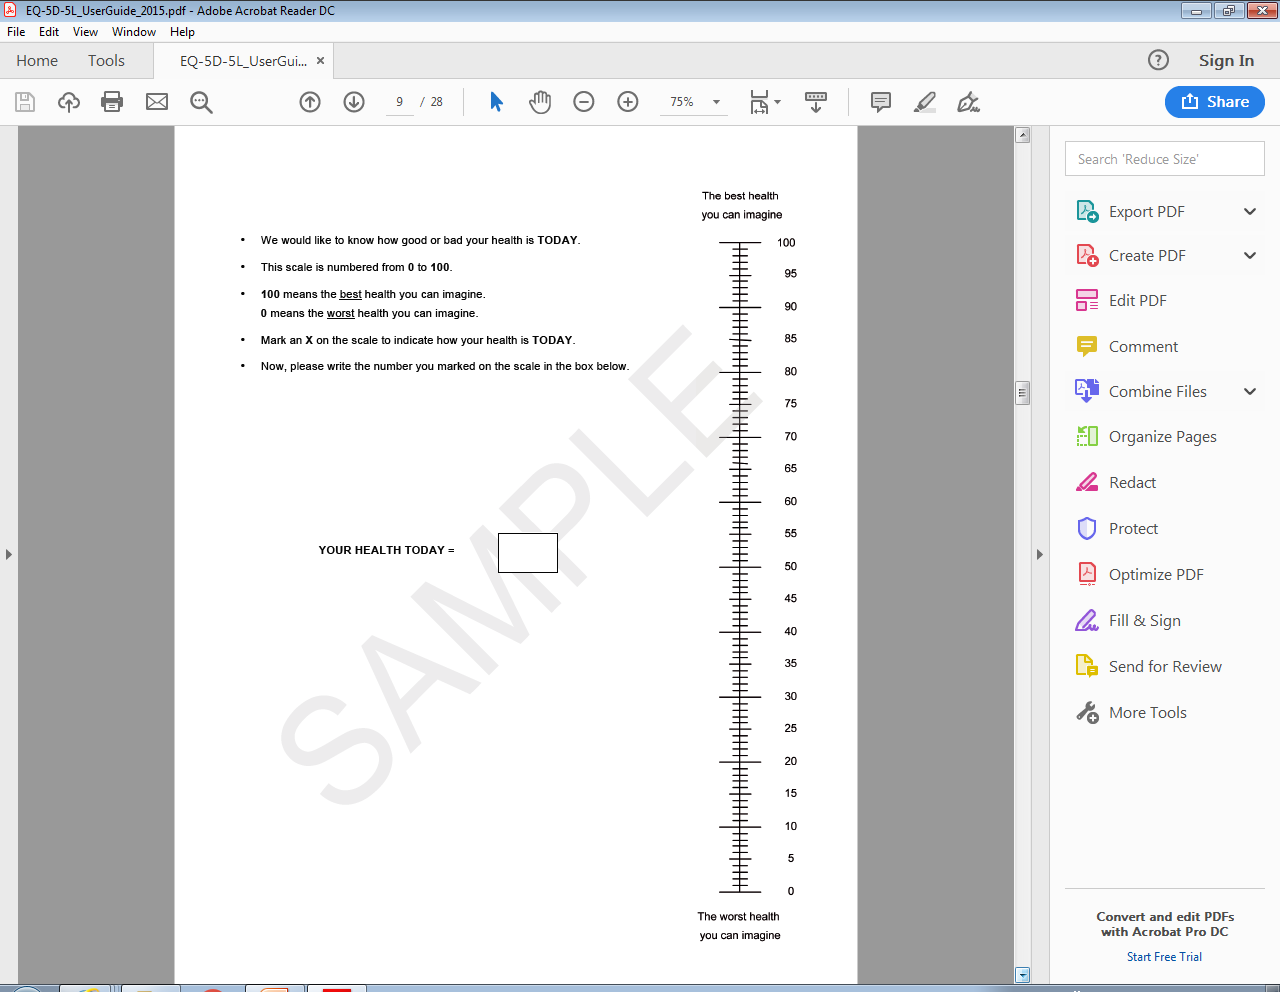 EQ-5D-5L_UserGuide_2015.pdf - Adobe Acrobat Reader DC
File Edit View Window Help
Home Tools EQ-5D-5L_UserGui... × Sign In
9 / 28 75% Share
Search 'Reduce Size'
Export PDF
Create PDF
Edit PDF
Comment
Combine Files
Organize Pages
Redact
Protect
Optimize PDF
Fill & Sign
Send for Review
More Tools
Convert and edit PDFs
with Acrobat Pro DC
Start Free Trial
• We would like to know how good or bad your health is TODAY.
• This scale is numbered from 0 to 100.
• 100 means the best health you can imagine.
0 means the worst health you can imagine.
• Mark an X on the scale to indicate how your health is TODAY.
• Now, please write the number you marked on the scale in the box below.
YOUR HEALTH TODAY =
SAMPLE
The best health
you can imagine
100
95
90
85
80
75
70
65
60
55
50
45
40
35
30
25
20
15
10
5
0
The worst health
you can imagine